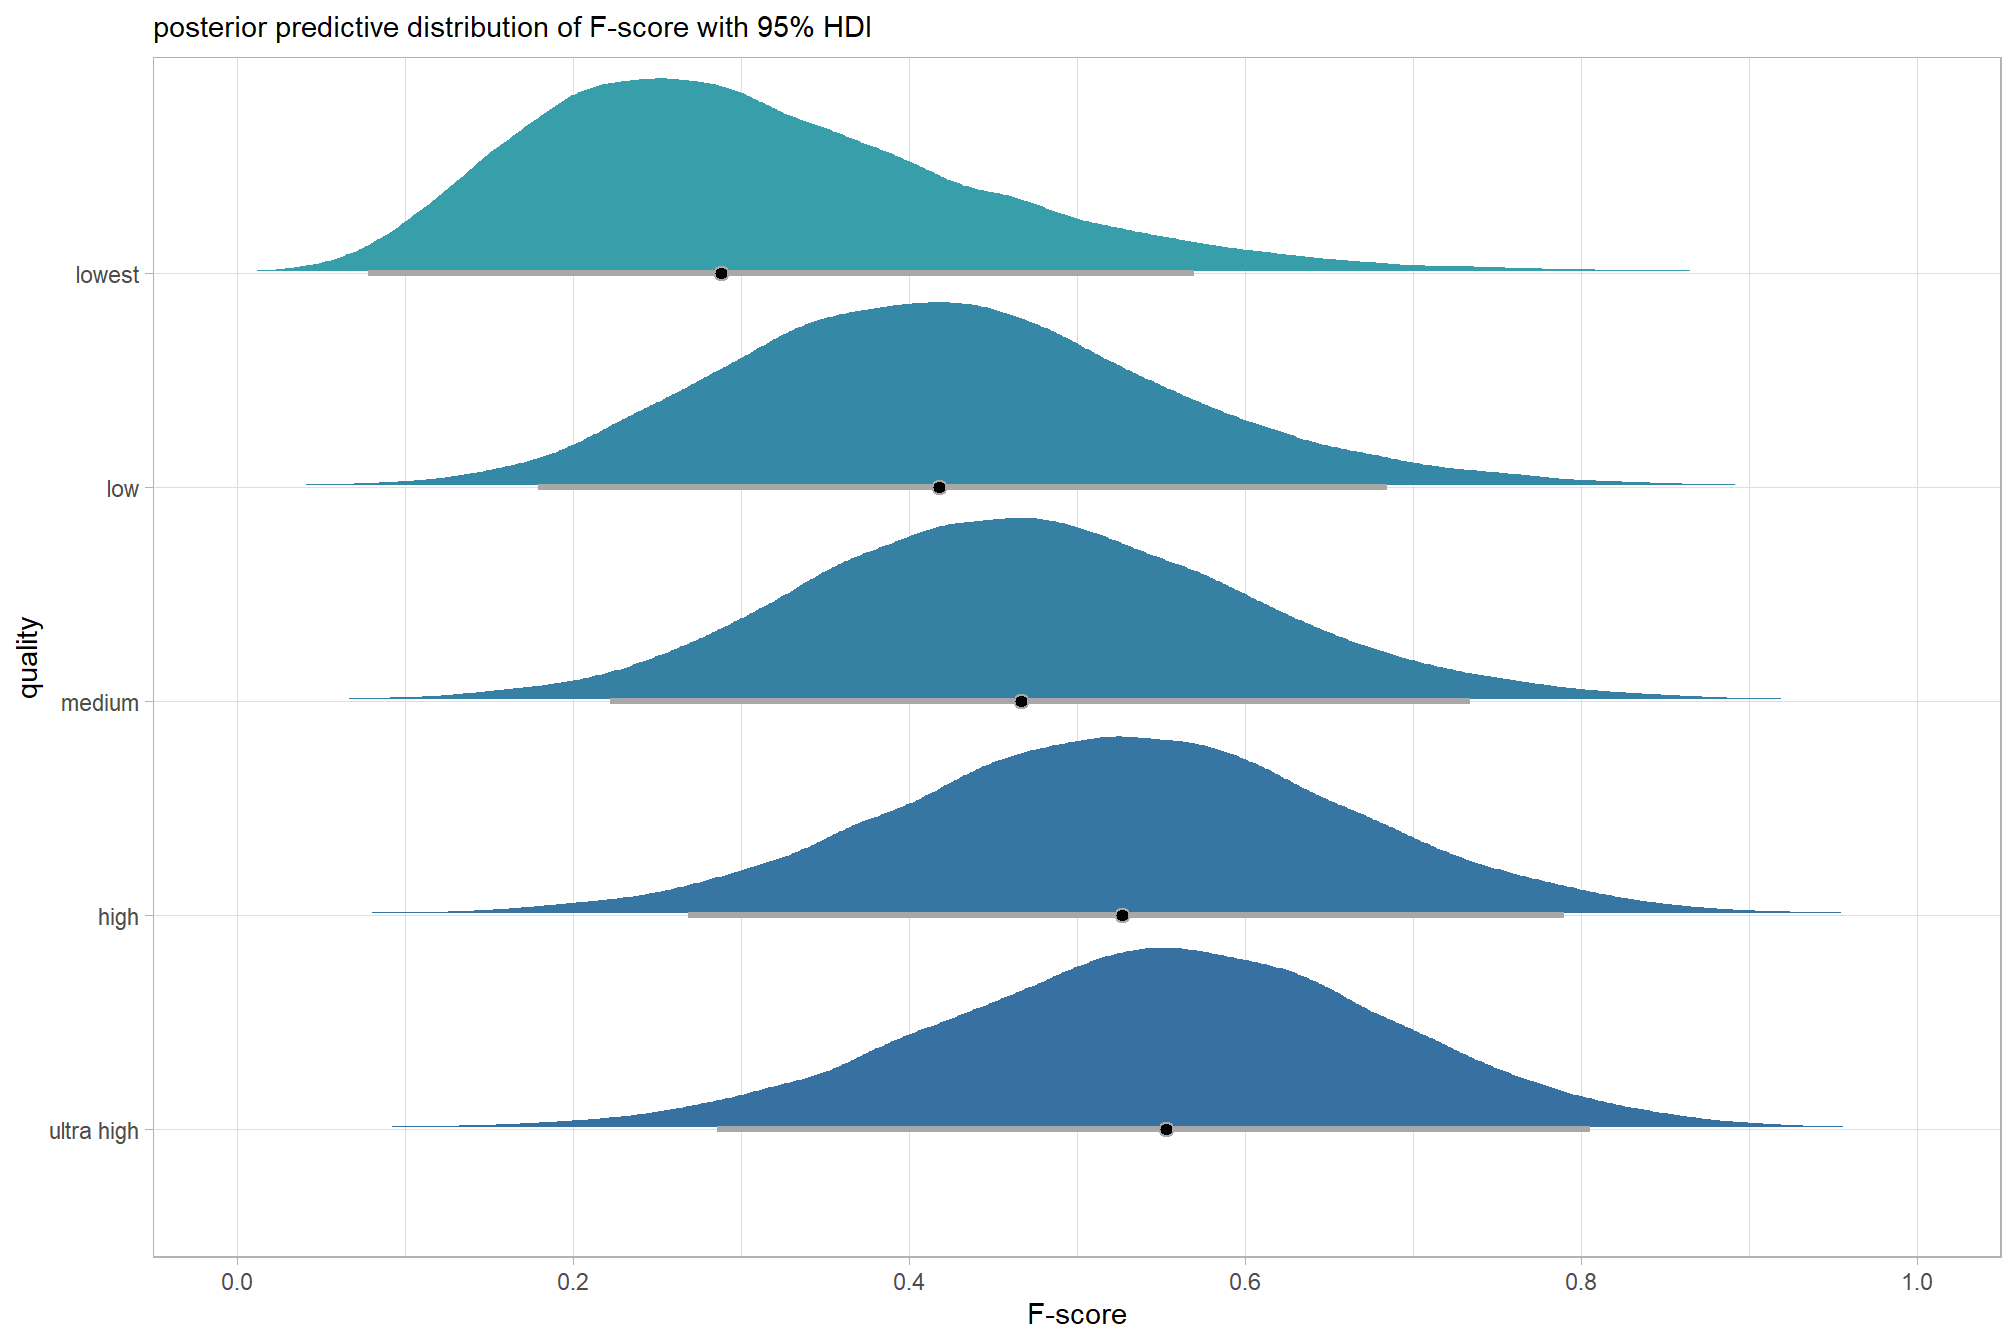 posterior predictive distribution of F-score with 95% HDI
quality
lowest
low
medium
high
ultra high
0.0 0.2 0.4 0.6 0.8 1.0
F-score